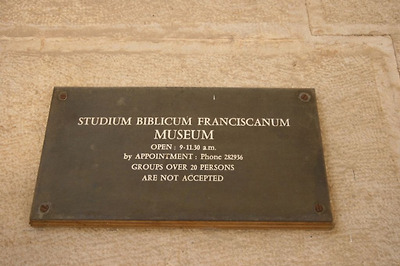 STUDIUM BIBLICUM FRANCISCANUM
MUSEUM
OPEN: 9-11.30 a.m.
by APPOINTMENT: Phone 282936
GROUPS OVER 20 PERSONS
ARE NOT ACCEPTED